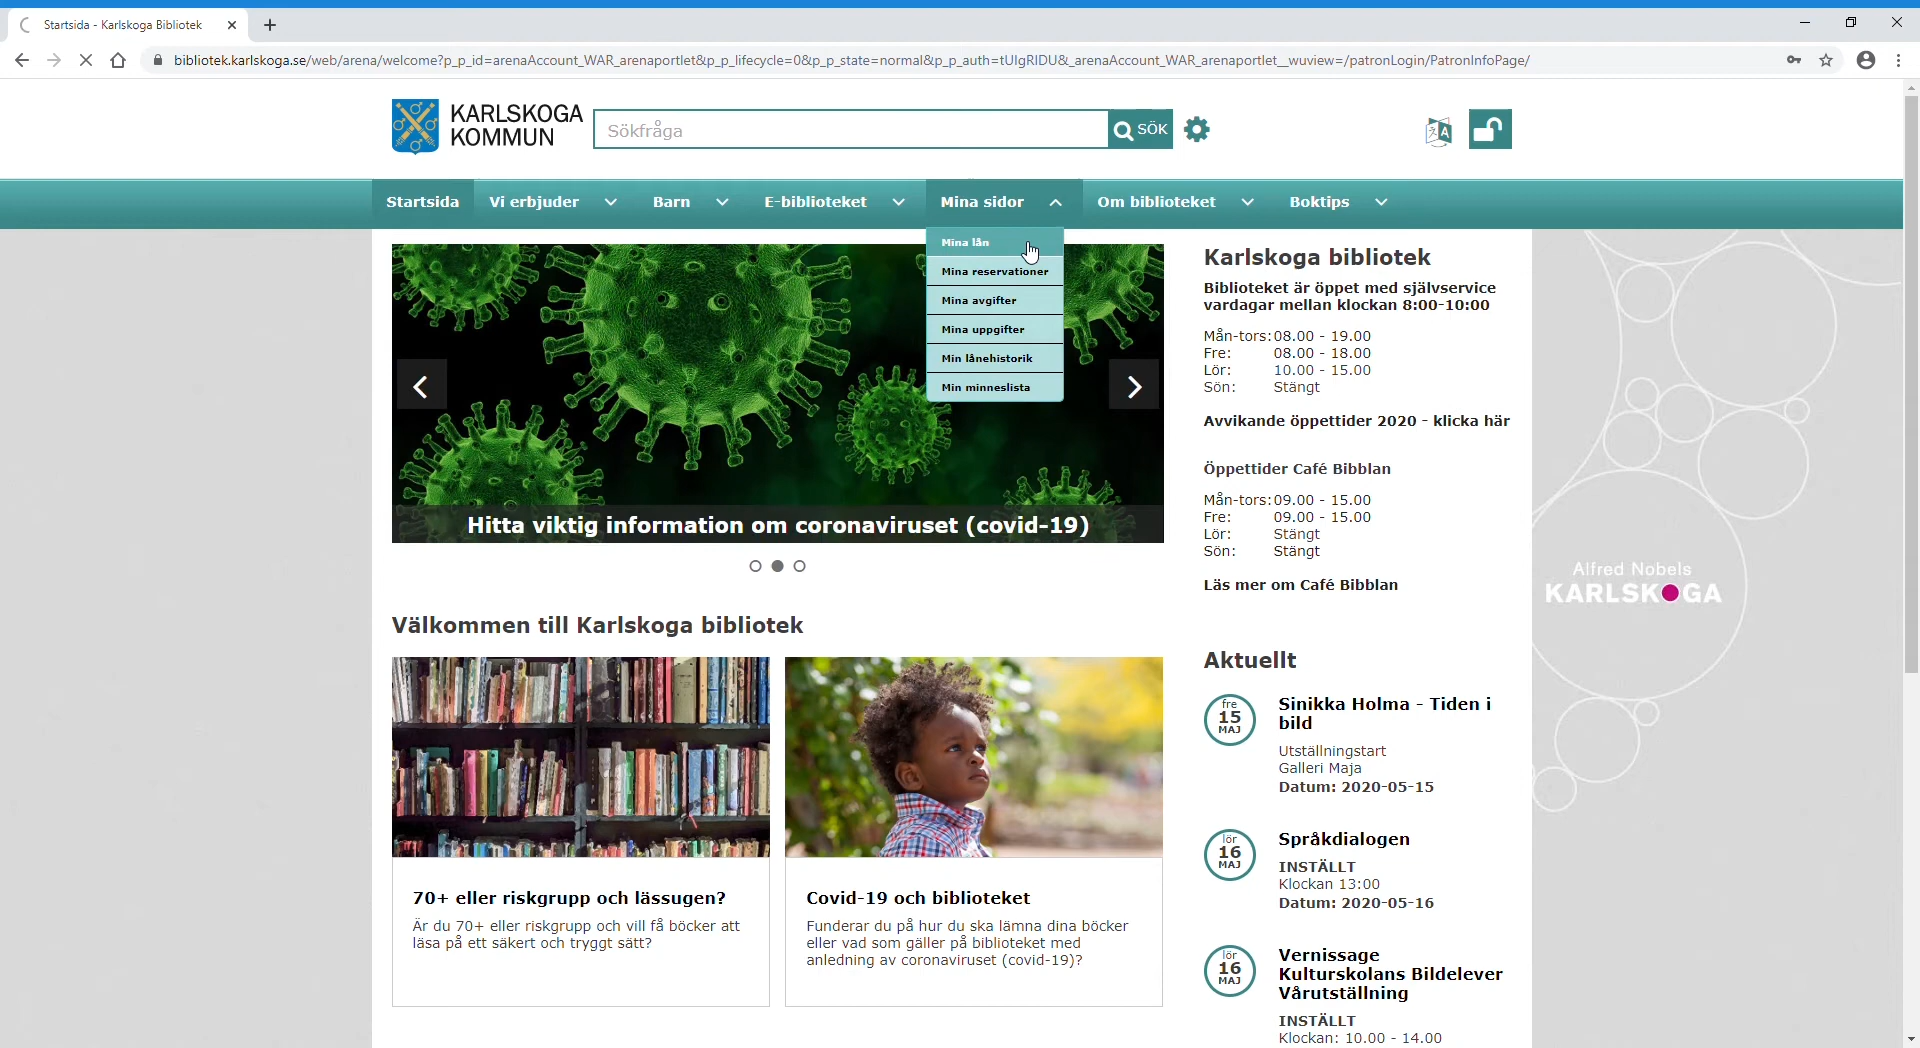 Startsida - Karlskoga Bibliotek
bibliotek.karlskoga.se/web/arena/welcome?p_p_id=arenaAccount_WAR_arenaportlet&p_p_lifecycle=0&p_p_state=normal&p_p_auth=tUIgRIDU&_arenaAccount_WAR_arenaportlet__wuview=/patronLogin/PatronInfoPage/
KARLSKOGA
KOMMUN
Sökfråga
SÖK
Startsida
Vi erbjuder
Barn
E-biblioteket
Mina sidor
Om biblioteket
Boktips
Mina lån
Mina reservationer
Mina avgifter
Mina uppgifter
Min lånehistorik
Min minneslista
Hitta viktig information om coronaviruset (covid-19)
Välkommen till Karlskoga bibliotek
70+ eller riskgrupp och lässugen?
Är du 70+ eller riskgrupp och vill få böcker att
läsa på ett säkert och tryggt sätt?
Covid-19 och biblioteket
Funderar du på hur du ska lämna dina böcker
eller vad som gäller på biblioteket med
anledning av coronaviruset (covid-19)?
Karlskoga bibliotek
Biblioteket är öppet med självservice
vardagar mellan klockan 8:00-10:00
Mån-tors: 08.00 - 19.00
Fre: 08.00 - 18.00
Lör: 10.00 - 15.00
Sön: Stängt
Avvikande öppettider 2020 - klicka här
Öppettider Café Bibblan
Mån-tors: 09.00 - 15.00
Fre: 09.00 - 15.00
Lör: Stängt
Sön: Stängt
Läs mer om Café Bibblan
Aktuellt
fre
15
MAJ
Sinikka Holma - Tiden i
bild
Utställningstart
Galleri Maja
Datum: 2020-05-15
lör
16
MAJ
Språkdialogen
INSTÄLLT
Klockan 13:00
Datum: 2020-05-16
lör
16
MAJ
Vernissage
Kulturskolans Bildelever
Vårutställning
INSTÄLLT
Klockan: 10.00 - 14.00
Alfred Nobels
KARLSKOGA